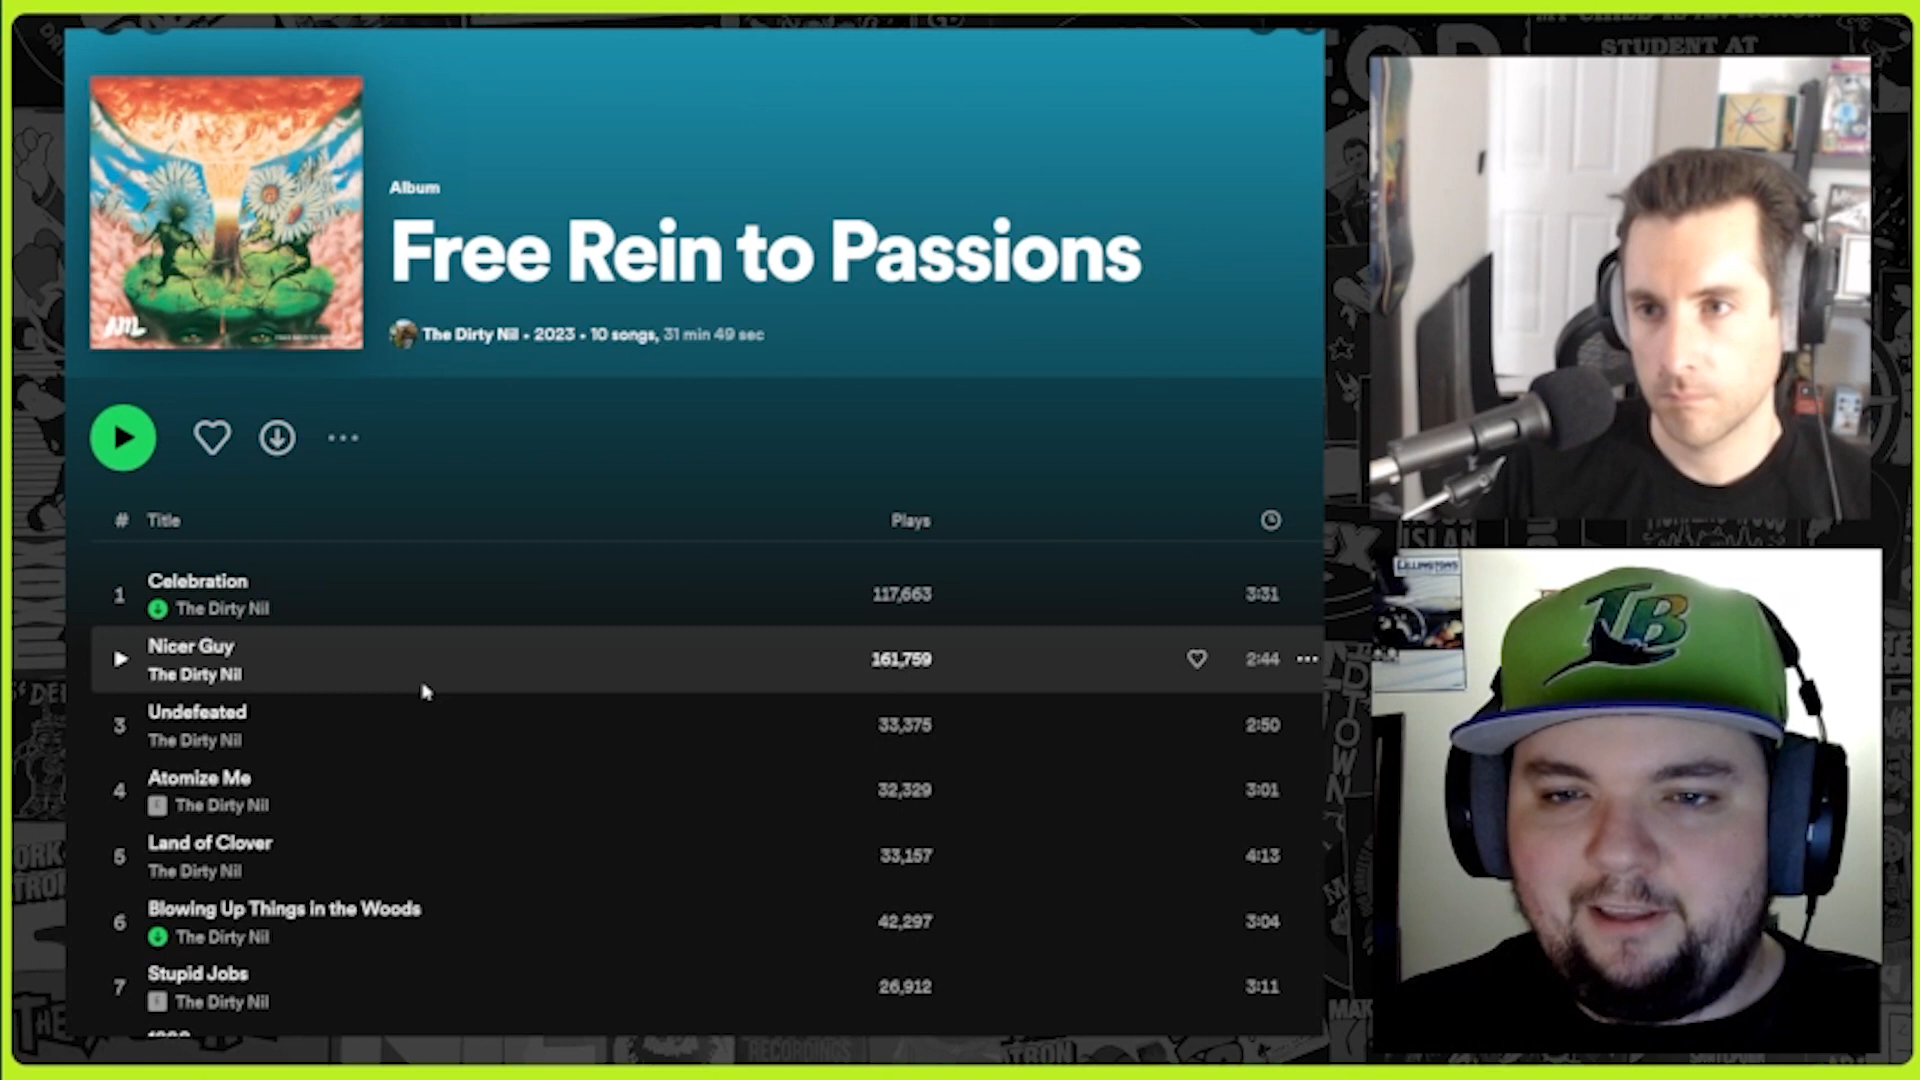 Album
Free Rein to Passions
The Dirty Nil • 2023 • 10 songs, 31 min 49 sec
# Title Plays
1 Celebration 117,663 3:31
The Dirty Nil
Nicer Guy 161,759 2:44
The Dirty Nil
3 Undefeated 33,375 2:50
The Dirty Nil
4 Atomize Me 32,329 3:01
E The Dirty Nil
5 Land of Clover 33,157 4:13
The Dirty Nil
6 Blowing Up Things in the Woods 42,297 3:04
The Dirty Nil
7 Stupid Jobs 26,912 3:11
E The Dirty Nil
STUDENT AT
LILLINGTONS
TB
RECORDINGS